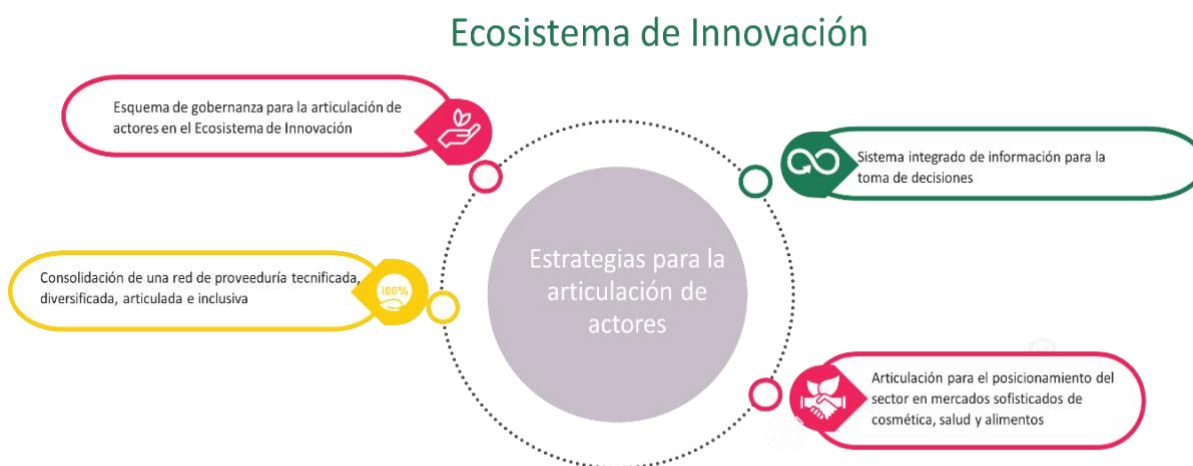 Ecosistema de Innovación
Esquema de gobernanza para la articulación de
actores en el Ecosistema de Innovación
Sistema integrado de información para la
toma de decisiones
Estrategias para la
articulación de
actores
Consolidación de una red de proveeduría tecnificada,
diversificada, articulada e inclusiva
100%
Articulación para el posicionamiento del
sector en mercados sofisticados de
cosmética, salud y alimentos